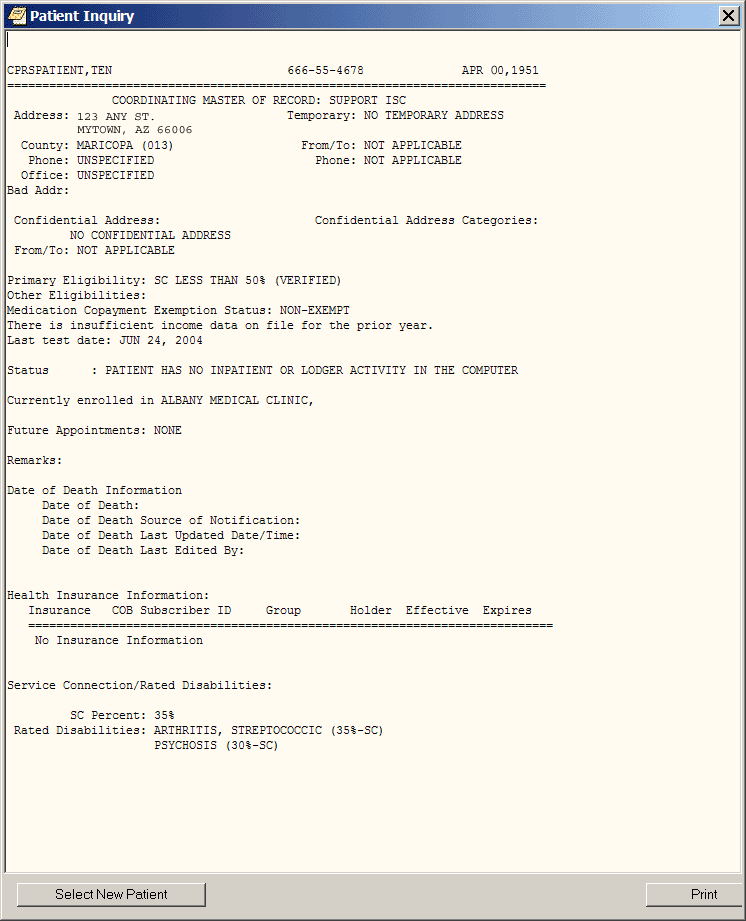 Patient Inquiry
CPRSPATIENT,TEN 666-55-4678 APR 00,1951
=============================================================================
COORDINATING MASTER OF RECORD: SUPPORT ISC
Address: 123 ANY ST. Temporary: NO TEMPORARY ADDRESS
MYTOWN, AZ 66006
County: MARICOPA (013) From/To: NOT APPLICABLE
Phone: UNSPECIFIED Phone: NOT APPLICABLE
Office: UNSPECIFIED
Bad Addr:
Confidential Address: Confidential Address Categories:
NO CONFIDENTIAL ADDRESS
From/To: NOT APPLICABLE
Primary Eligibility: SC LESS THAN 50% (VERIFIED)
Other Eligibilities:
Medication Copayment Exemption Status: NON-EXEMPT
There is insufficient income data on file for the prior year.
Last test date: JUN 24, 2004
Status : PATIENT HAS NO INPATIENT OR LODGER ACTIVITY IN THE COMPUTER
Currently enrolled in ALBANY MEDICAL CLINIC,
Future Appointments: NONE
Remarks:
Date of Death Information
Date of Death:
Date of Death Source of Notification:
Date of Death Last Updated Date/Time:
Date of Death Last Edited By:
Health Insurance Information:
Insurance COB Subscriber ID Group Holder Effective Expires
===========================================================================
No Insurance Information
Service Connection/Rated Disabilities:
SC Percent: 35%
Rated Disabilities: ARTHRITIS, STREPTOCOCCIC (35%-SC)
PSYCHOSIS (30%-SC)
Select New Patient Print